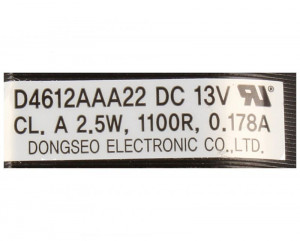 D4612AAA22 DC 13V
CL. A 2.5W, 1100R, 0.178A
DONGSEO ELECTRONIC CO.,LTD.